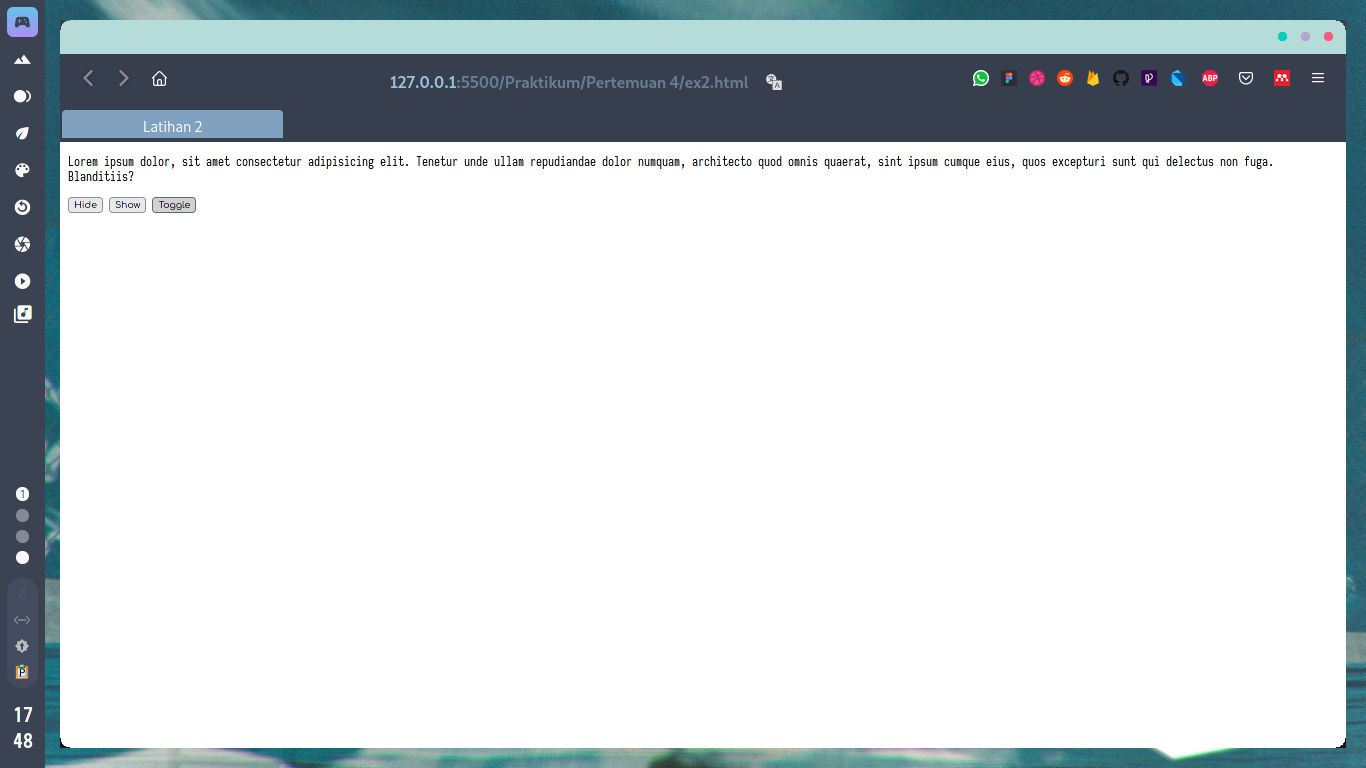 127.0.0.1:5500/Praktikum/Pertemuan 4/ex2.html
ABP
Latihan 2
Lorem ipsum dolor, sit amet consectetur adipisicing elit. Tenetur unde ullam repudiandae dolor numquam, architecto quod omnis quaerat, sint ipsum cumque eius, quos excepturi sunt qui delectus non fuga.
Blanditiis?
Hide Show Toggle
1
P
17
48